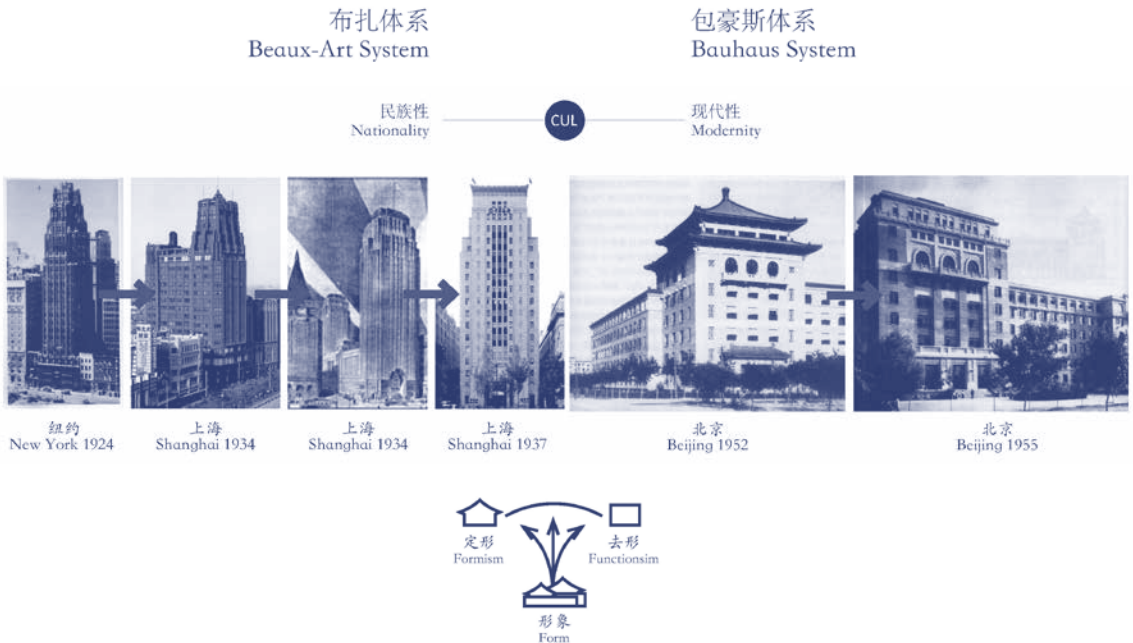 布扎体系
Beaux-Art System
包豪斯体系
Bauhaus System
民族性
Nationality
CUL
现代性
Modernity
纽约
New York 1924
上海
Shanghai 1934
上海
Shanghai 1934
上海
Shanghai 1937
北京
Beijing 1952
北京
Beijing 1955
定形
Formism
去形
Functionsim
形象
Form